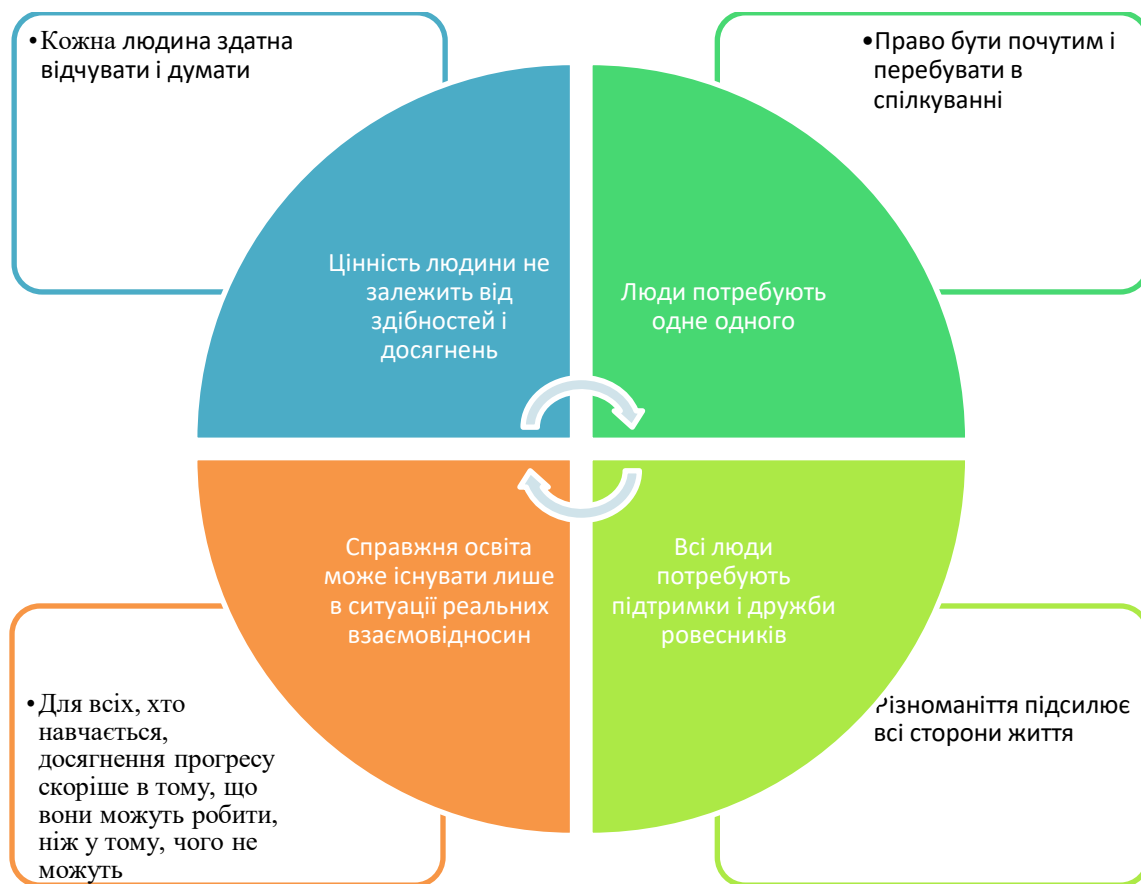 •Кожна людина здатна
відчувати і думати
•Право бути почутим і
перебувати в
спілкуванні
Цінність людини не
залежить від
здібностей і
досягнень
Люди потребують
одне одного
Справжня освіта
може існувати лише
в ситуації реальних
взаємовідносин
Всі люди
потребують
підтримки і дружби
ровесників
•Для всіх, хто
навчається,
досягнення прогресу
скоріше в тому, що
вони можуть робити,
ніж у тому, чого не
можуть
Різноманіття підсилює
всі сторони життя